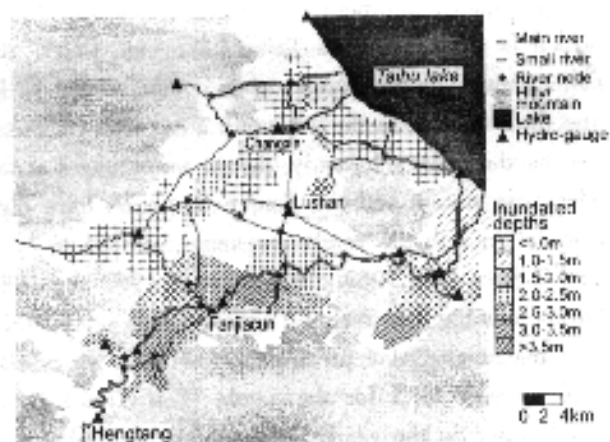 Main river
Small river
River node
Hilly
mountain
Lake
Hydro-gauge
Taihu lake
Changxin
Lushan
Fanjiacun
Hengtang
Inundated
depths
<1.0m
1.0-1.5m
1.5-2.0m
2.0-2.5m
2.5-3.0m
3.0-3.5m
>3.5m
0 2 4km